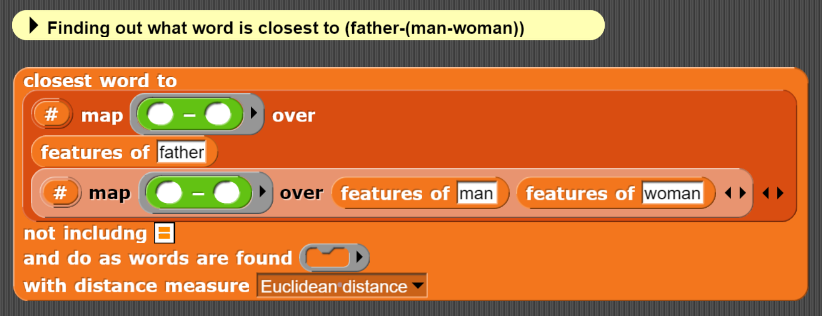 Finding out what word is closest to (father-(man-woman))
closest word to
# map ( - ) over
features of father
# map ( - ) over features of man features of woman
not includng
and do as words are found
with distance measure Euclidean distance